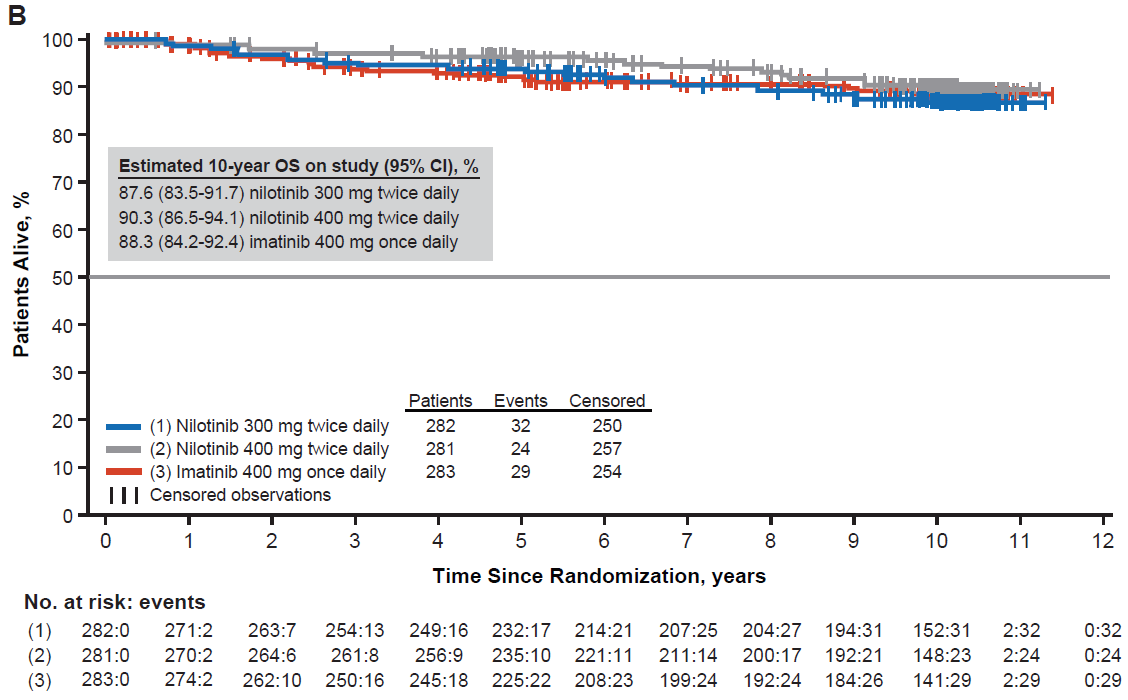 B
100
90
80
70
60
50
40
30
20
10
0
Patients Alive, %
Estimated 10-year OS on study (95% CI), %
87.6 (83.5-91.7) nilotinib 300 mg twice daily
90.3 (86.5-94.1) nilotinib 400 mg twice daily
88.3 (84.2-92.4) imatinib 400 mg once daily
Patients Events Censored
(1) Nilotinib 300 mg twice daily 282 32 250
(2) Nilotinib 400 mg twice daily 281 24 257
(3) Imatinib 400 mg once daily 283 29 254
Censored observations
0 1 2 3 4 5 6 7 8 9 10 11 12
Time Since Randomization, years
No. at risk: events
(1) 282:0 271:2 263:7 254:13 249:16 232:17 214:21 207:25 204:27 194:31 152:31 2:32 0:32
(2) 281:0 270:2 264:6 261:8 256:9 235:10 221:11 211:14 200:17 192:21 148:23 2:24 0:24
(3) 283:0 274:2 262:10 250:16 245:18 225:22 208:23 199:24 192:24 184:26 141:29 2:29 0:29